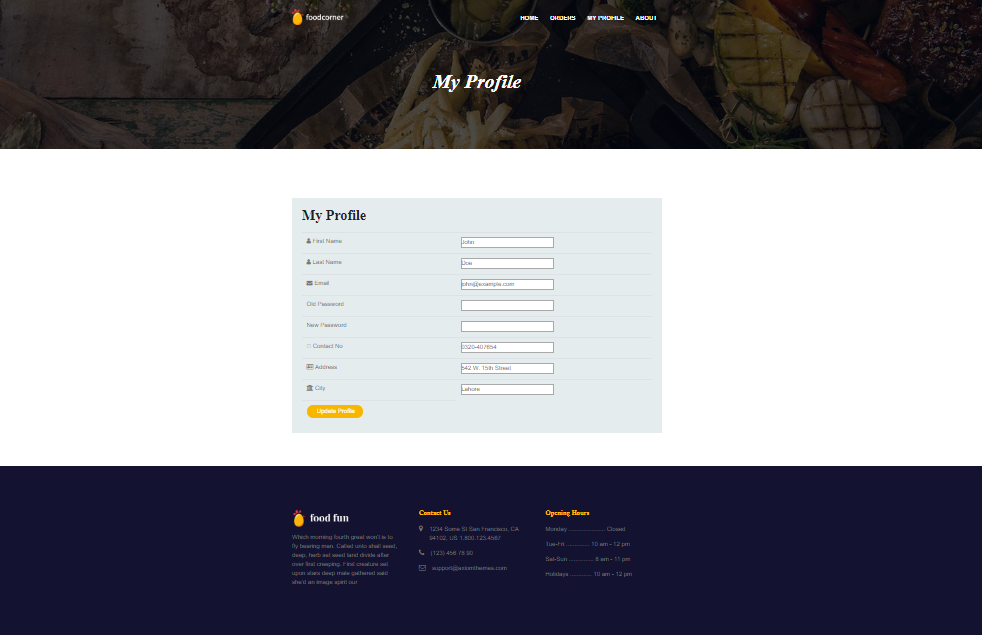 foodcorner
HOME ORDERS MY PROFILE ABOUT
My Profile
My Profile
First Name John
Last Name Doe
Email john@example.com
Old Password
New Password
Contact No 0320-407654
Address 542 W. 15th Street
City Lahore
Update Profile
food fun
Which morning fourth great won't is to
fly bearing man. Called unto shall seed,
deep, herb set seed land divide after
over first creeping. First creature set
upon stars deep male gathered said
she'd an image spirit our
Contact Us
1234 Some St San Francisco, CA
94102, US 1.800.123.4567
(123) 456 78 90
support@axiomthemes.com
Opening Hours
Monday ...................... Closed
Tue-Fri .............. 10 am - 12 pm
Sat-Sun ............... 8 am - 11 pm
Holidays ............. 10 am - 12 pm